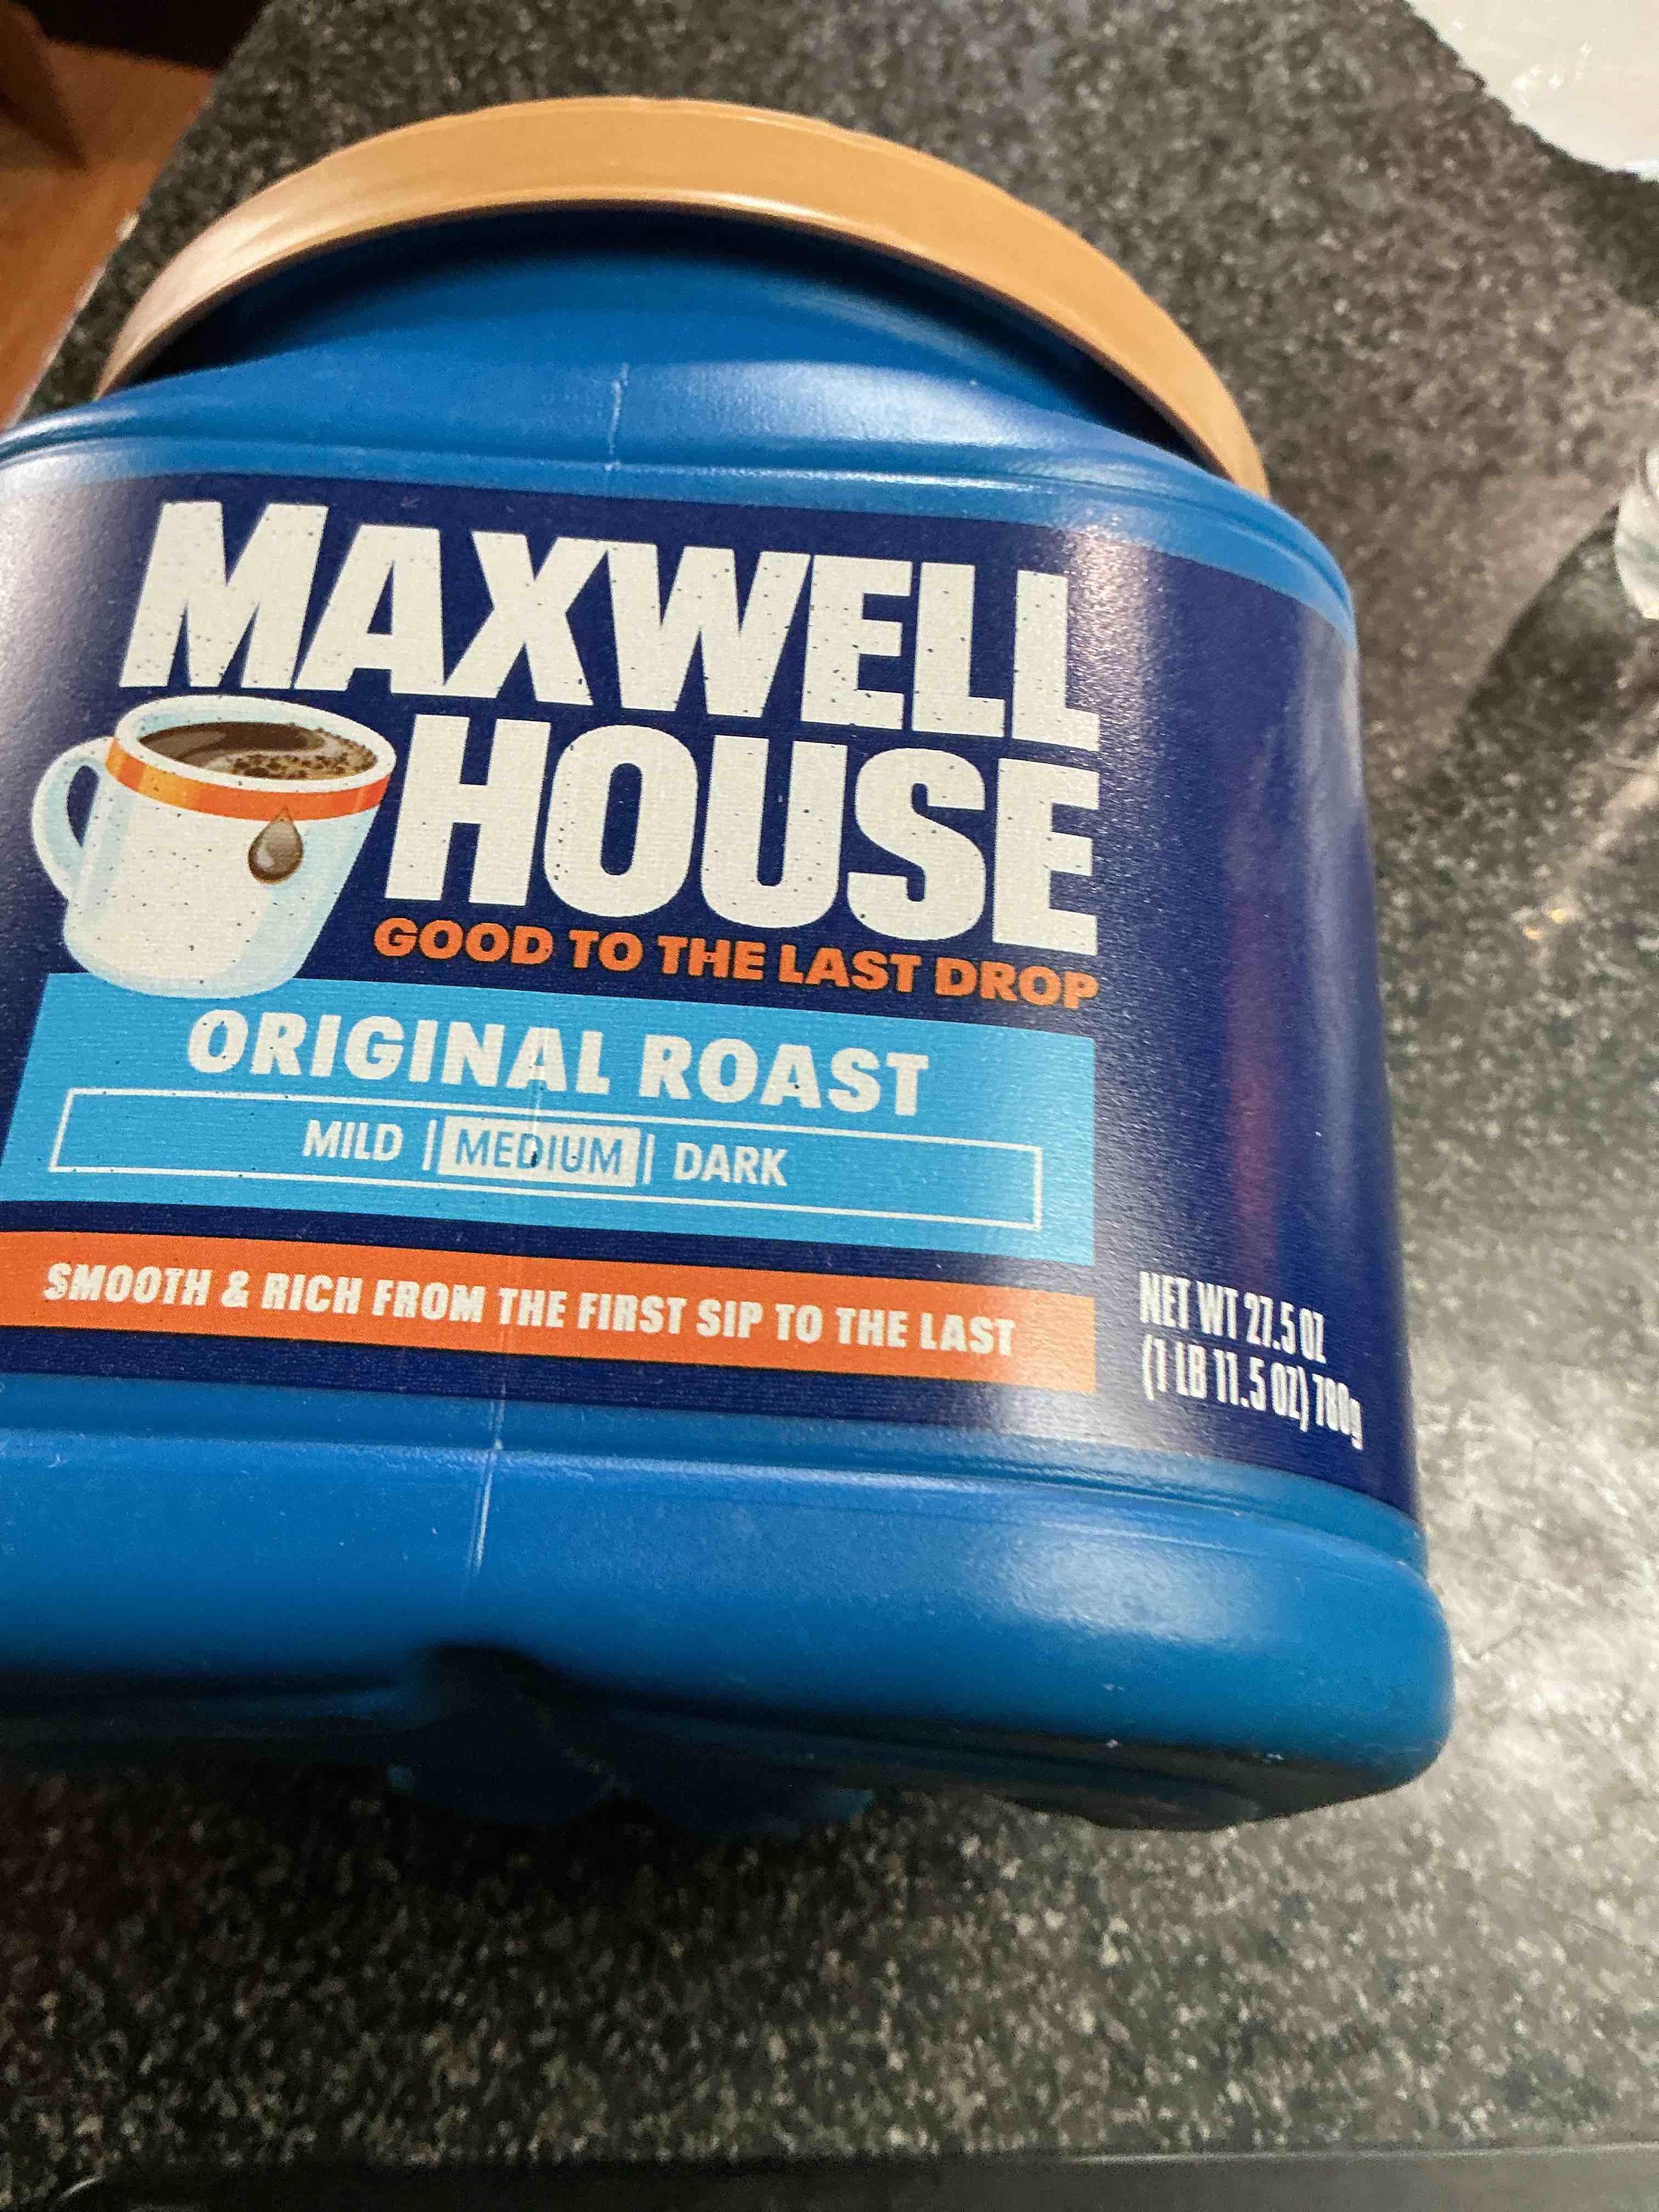 MAXWELL
HOUSE
GOOD TO THE LAST DROP
ORIGINAL ROAST
MILD | MEDIUM | DARK
SMOOTH & RICH FROM THE FIRST SIP TO THE LAST
NET WT 27.5 OZ
(1 LB 11.5 OZ) 780g